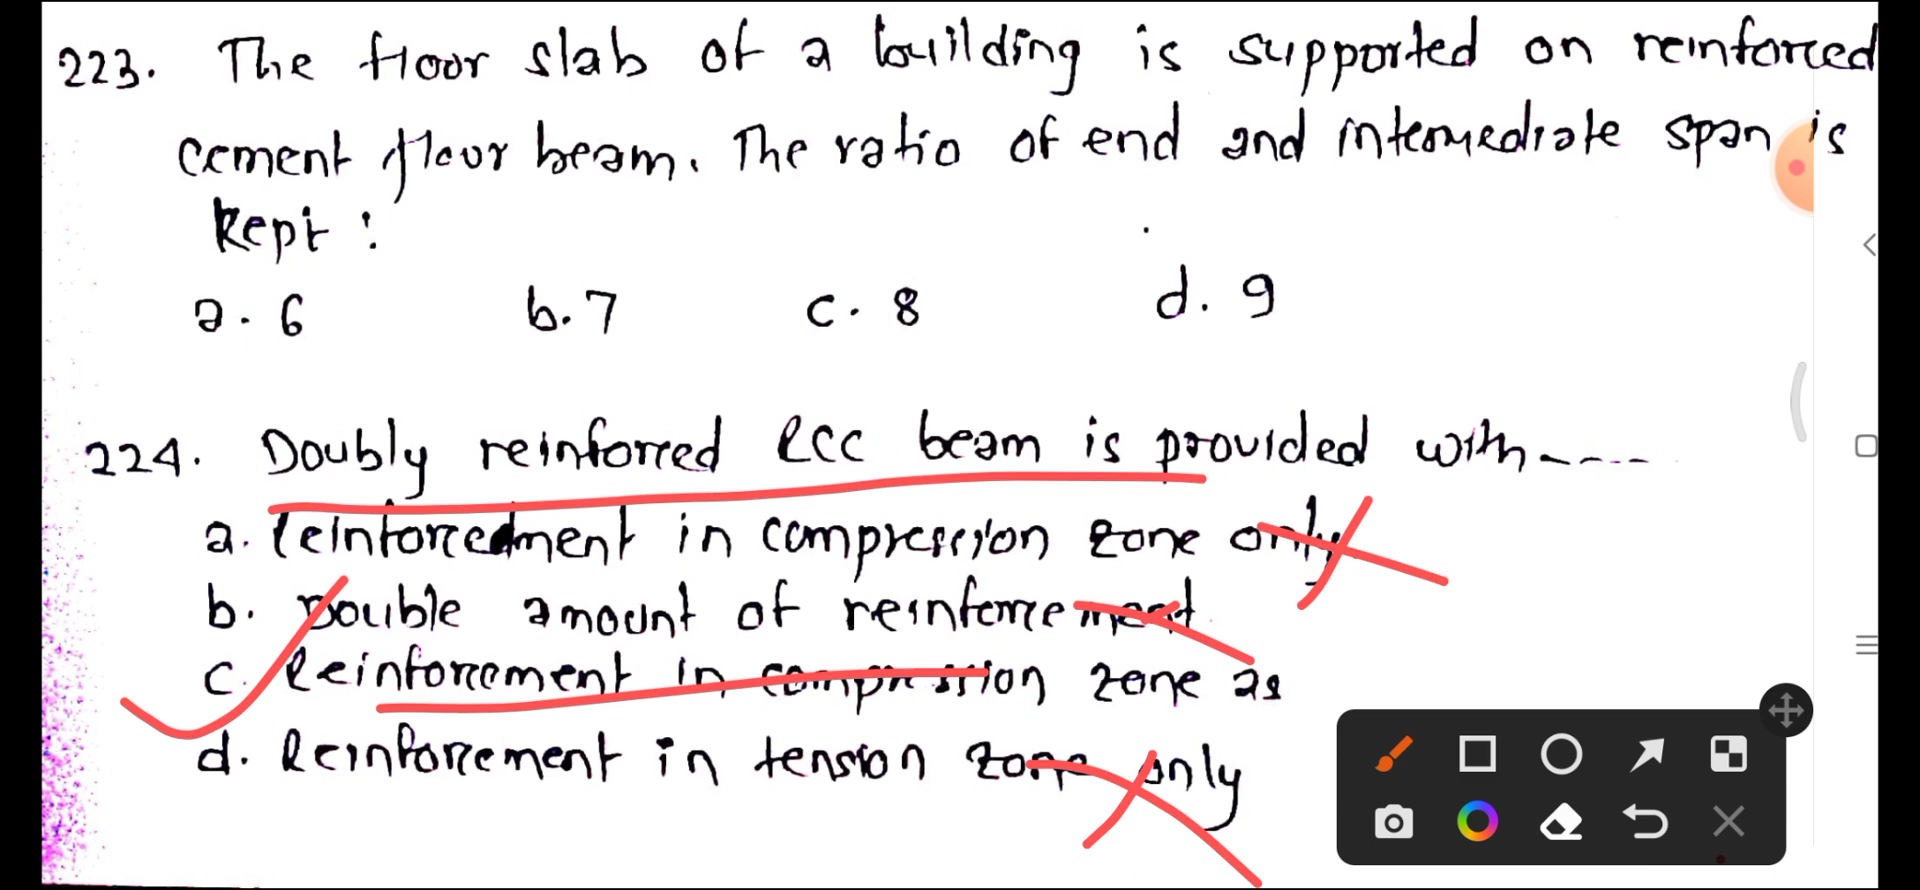 223. The floor slab of a building is supported on reinforced
cement floor beam. The ratio of end and intermediate span is
kept :
a. 6 b. 7 c. 8 d. 9
224. Doubly reinforced RCC beam is provided with ----
a. reinforcedment in compression zone only
b. Double amount of reinforcement
c. Reinforcement in compression zone as
d. Reinforcement in tension zone only